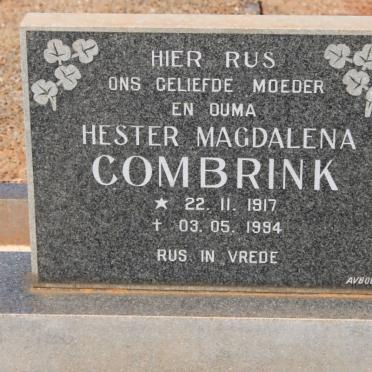 HIER RUS
ONS GELIEFDE MOEDER
EN OUMA
HESTER MAGDALENA
COMBRINK
★ 22. 11. 1917
✝ 03. 05. 1994
RUS IN VREDE